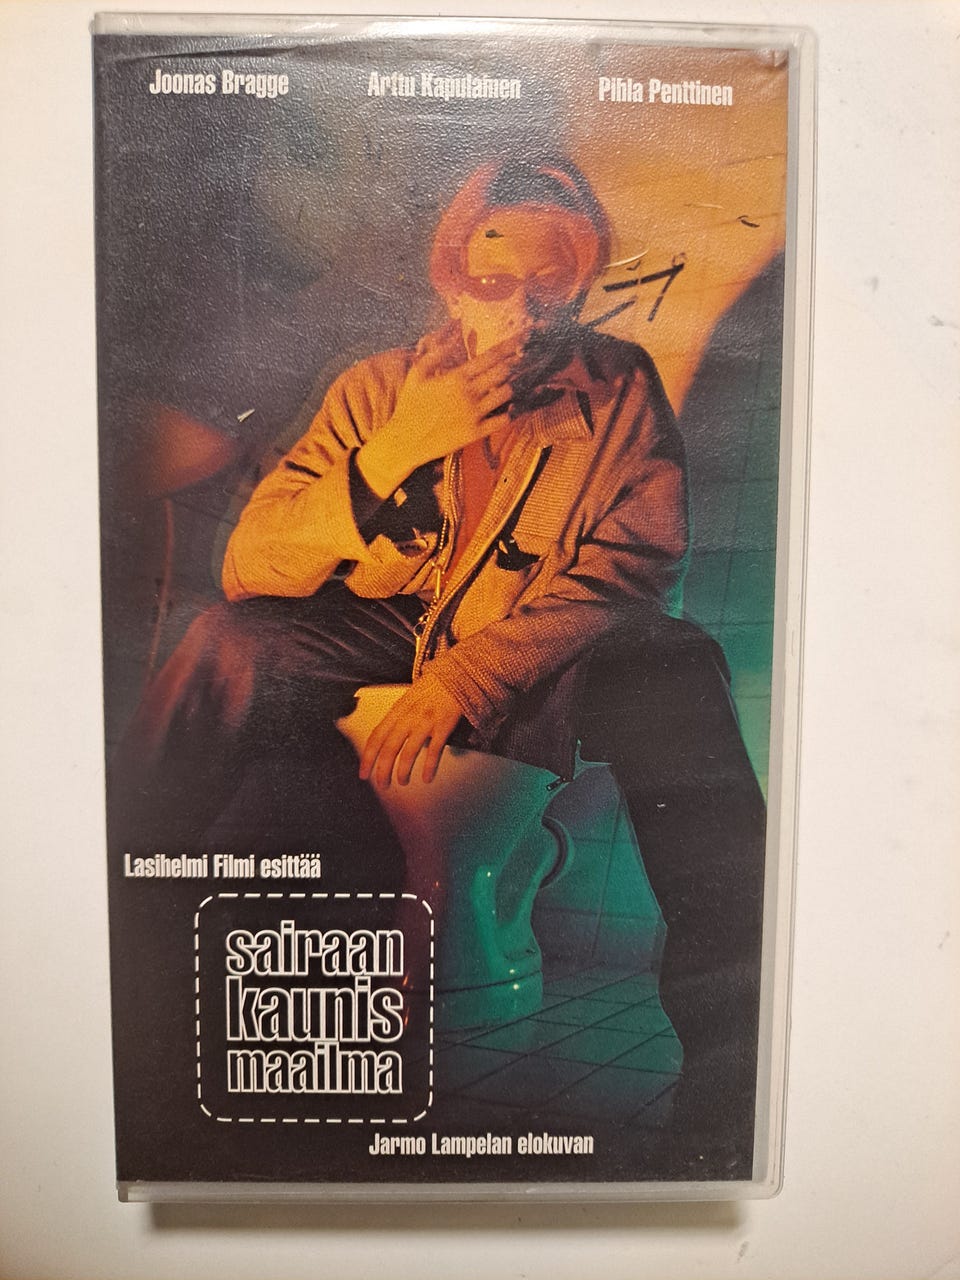 Joonas Bragge Arttu Kapulainen Pihla Penttinen
Lasihelmi Filmi esittää
sairaan
kaunis
maailma
Jarmo Lampelan elokuvan